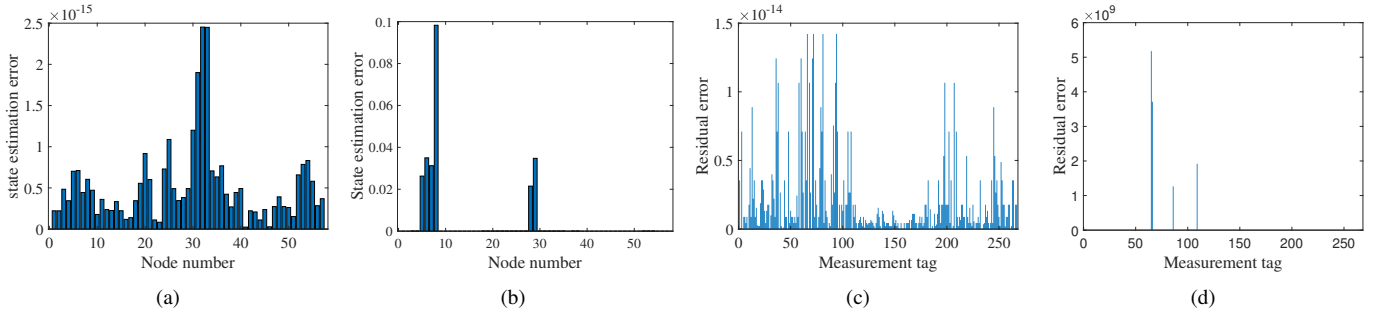 ×10⁻¹⁵
2.5
2
1.5
1
0.5
0
0 10 20 30 40 50
state estimation error
Node number
(a)
0.1
0.08
0.06
0.04
0.02
0
0 10 20 30 40 50
State estimation error
Node number
(b)
×10⁻¹⁴
1.5
1
0.5
0
0 50 100 150 200 250
Residual error
Measurement tag
(c)
×10⁹
6
5
4
3
2
1
0
0 50 100 150 200 250
Residual error
Measurement tag
(d)